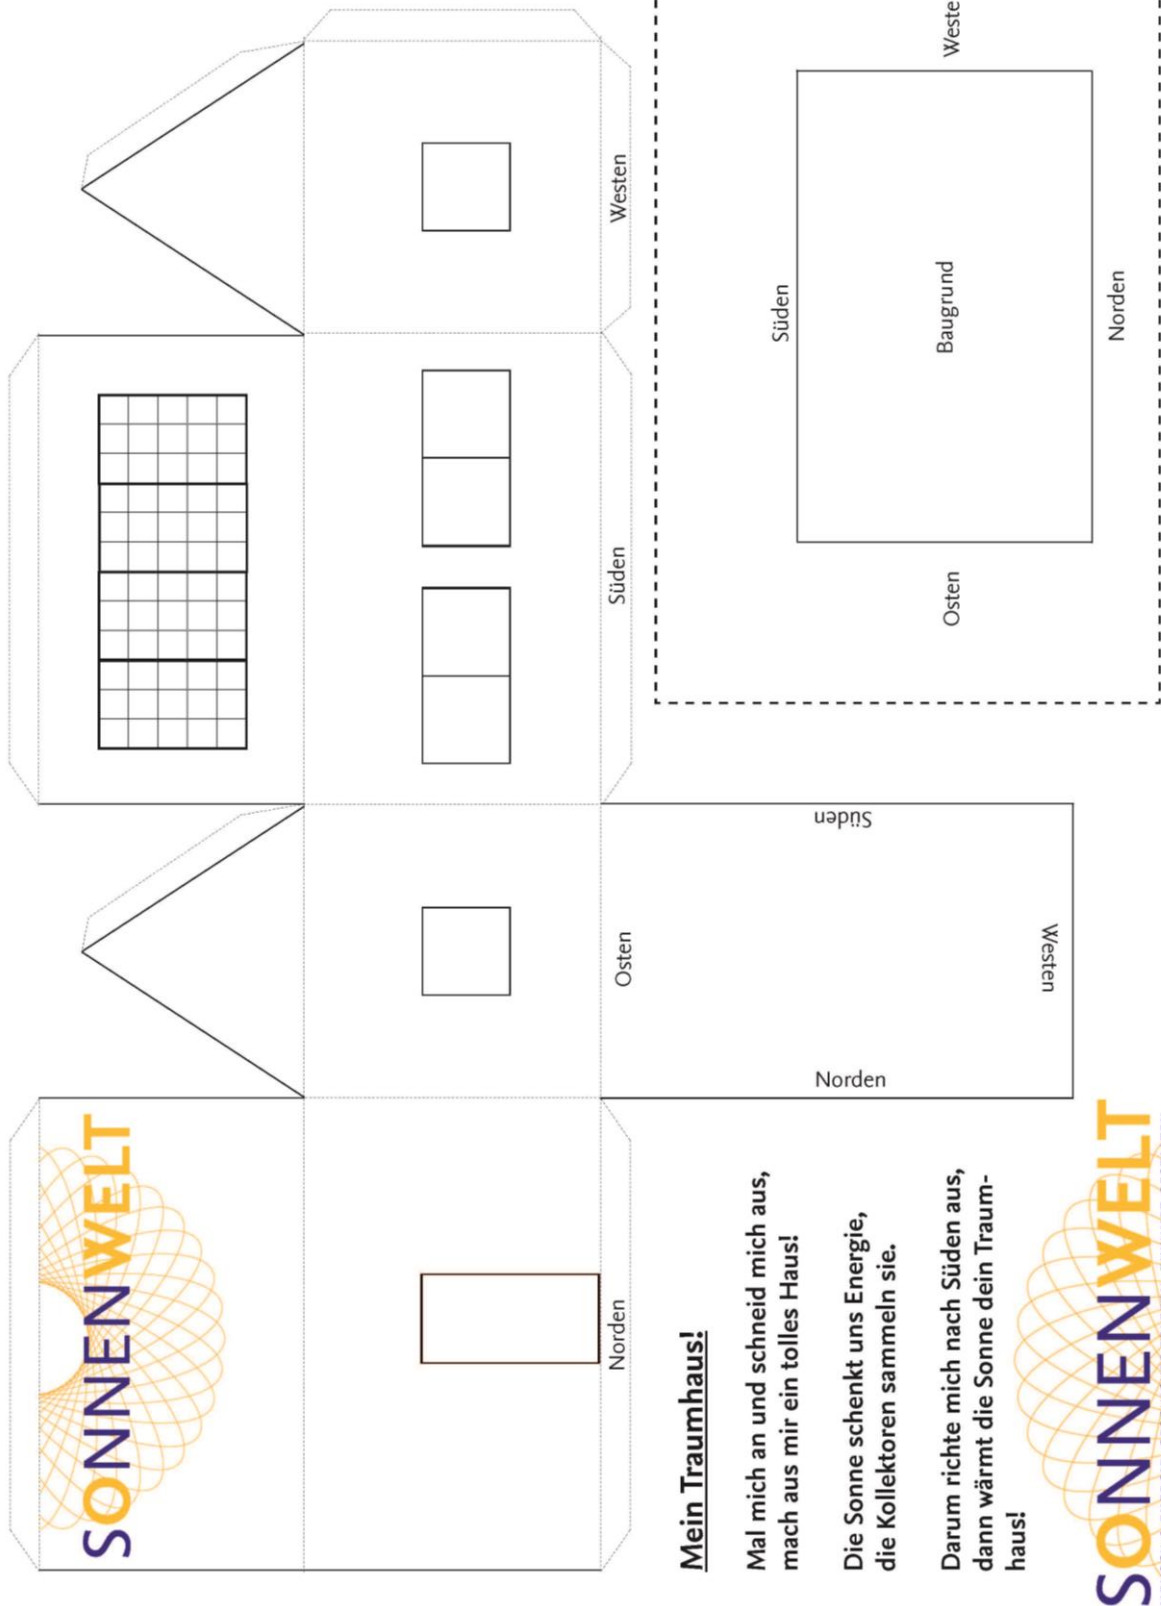 SONNENWELT
Norden
Osten
Süden
Westen
Norden
Süden
Westen
Mein Traumhaus!
Mal mich an und schneid mich aus,
mach aus mir ein tolles Haus!
Die Sonne schenkt uns Energie,
die Kollektoren sammeln sie.
Darum richte mich nach Süden aus,
dann wärmt die Sonne dein Traum-
haus!
SONNENWELT
Süden
Osten
Baugrund
Weste
Norden